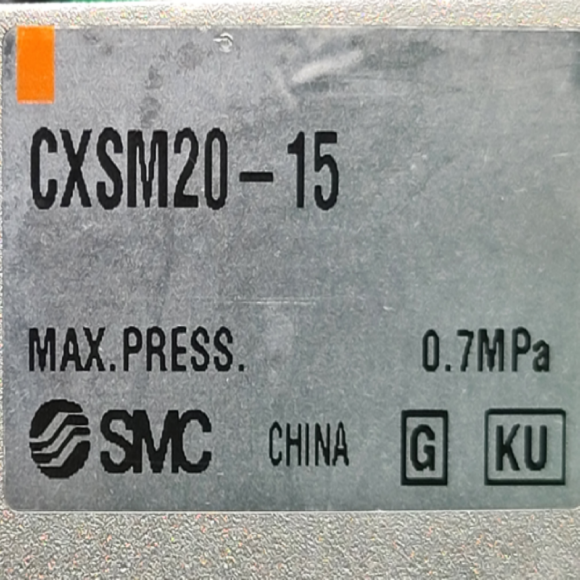 CXSM20-15
MAX.PRESS. 0.7MPa
SMC CHINA G KU